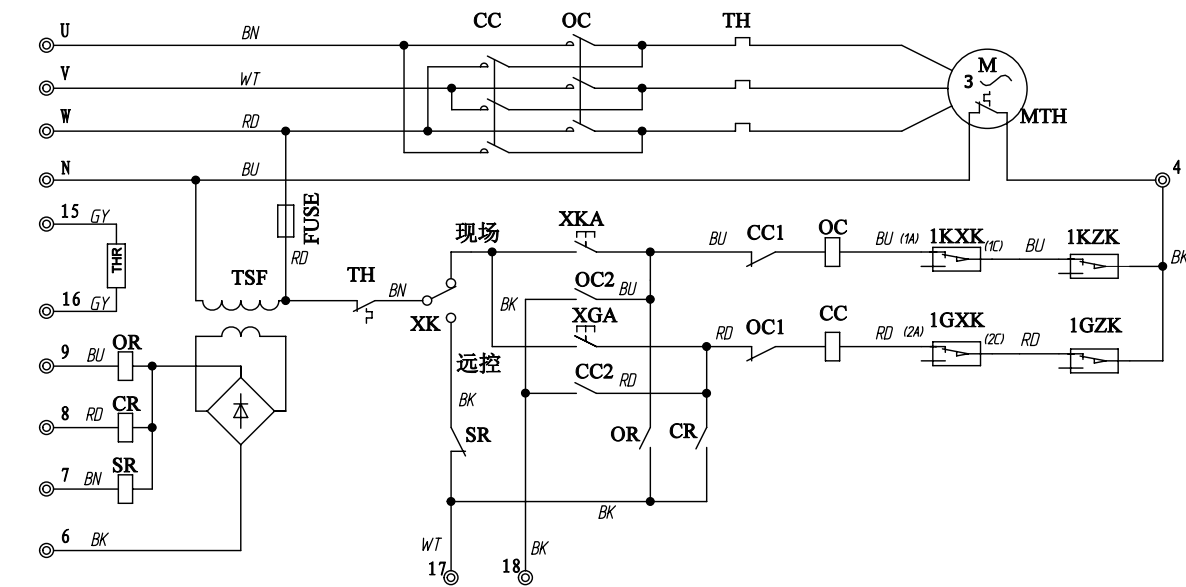 CC OC TH
U BN
V WT
M
3
W RD
MTH
N BU
4
15 GY
FUSE
现场 XKA
BU CC1 OC BU (1A) 1KXK (1C) BU 1KZK
BK
THR
RD
TSF TH BN
OC2 BU
BK
16 GY
XK
XGA
RD OC1 CC RD (2A) 1GXK (2C) RD 1GZK
9 BU OR
远控
CC2 RD
BK
8 RD CR
SR OR CR
7 BN SR
BK
6 BK
WT BK
17 18